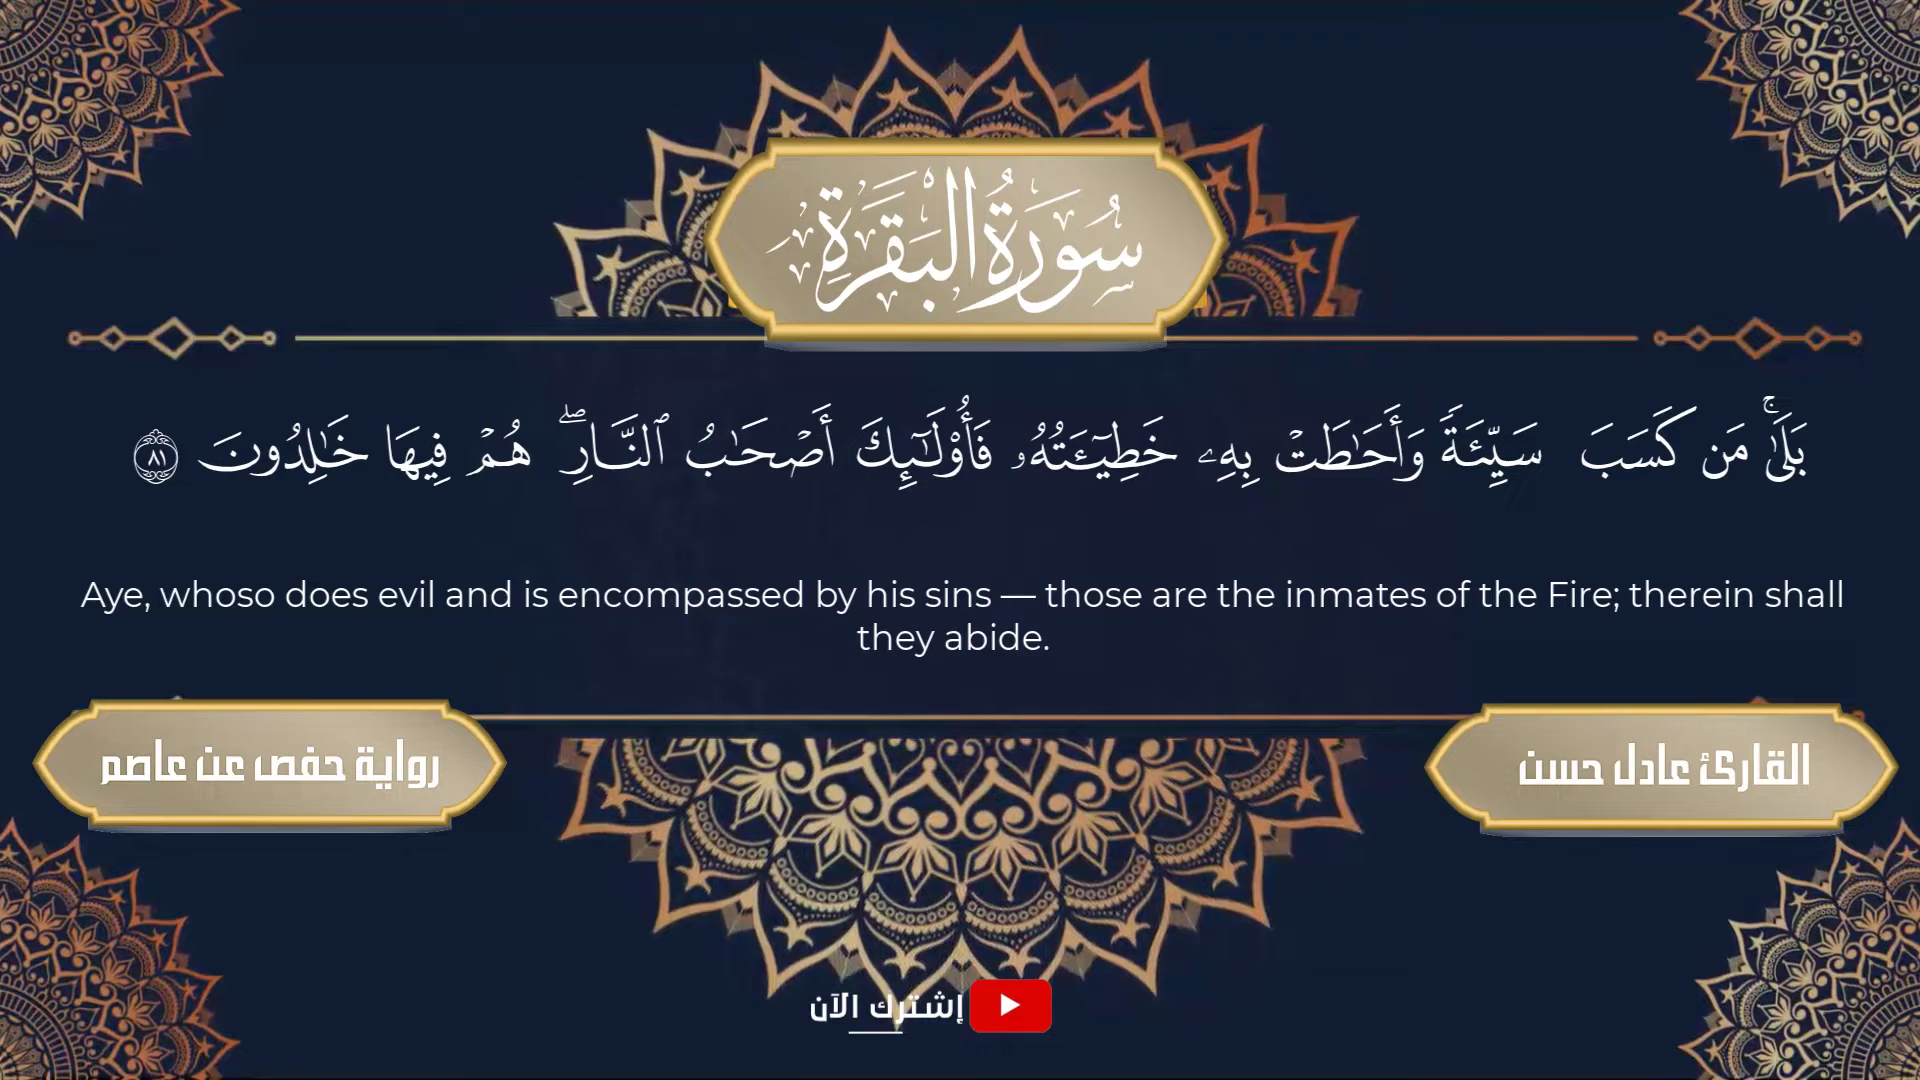 سُورَةُ البَقَرَةِ
بَلَىٰۚ مَن كَسَبَ سَيِّئَةً وَأَحَٰطَتْ بِهِۦ خَطِيٓـَٔتُهُۥ فَأُو۟لَٰٓئِكَ أَصْحَٰبُ ٱلنَّارِۖ هُمْ فِيهَا خَٰلِدُونَ ۝٨١
Aye, whoso does evil and is encompassed by his sins — those are the inmates of the Fire; therein shall
they abide.
القارئ عادل حسن
رواية حفص عن عاصم
إشترك الآن